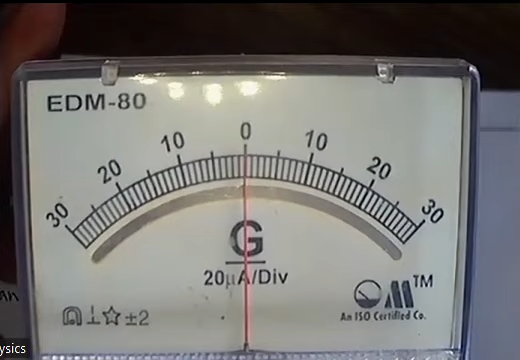 EDM-80
30 20 10 0 10 20 30
G
20μA/Div
TM
±2
An ISO Certified Co.
ysics